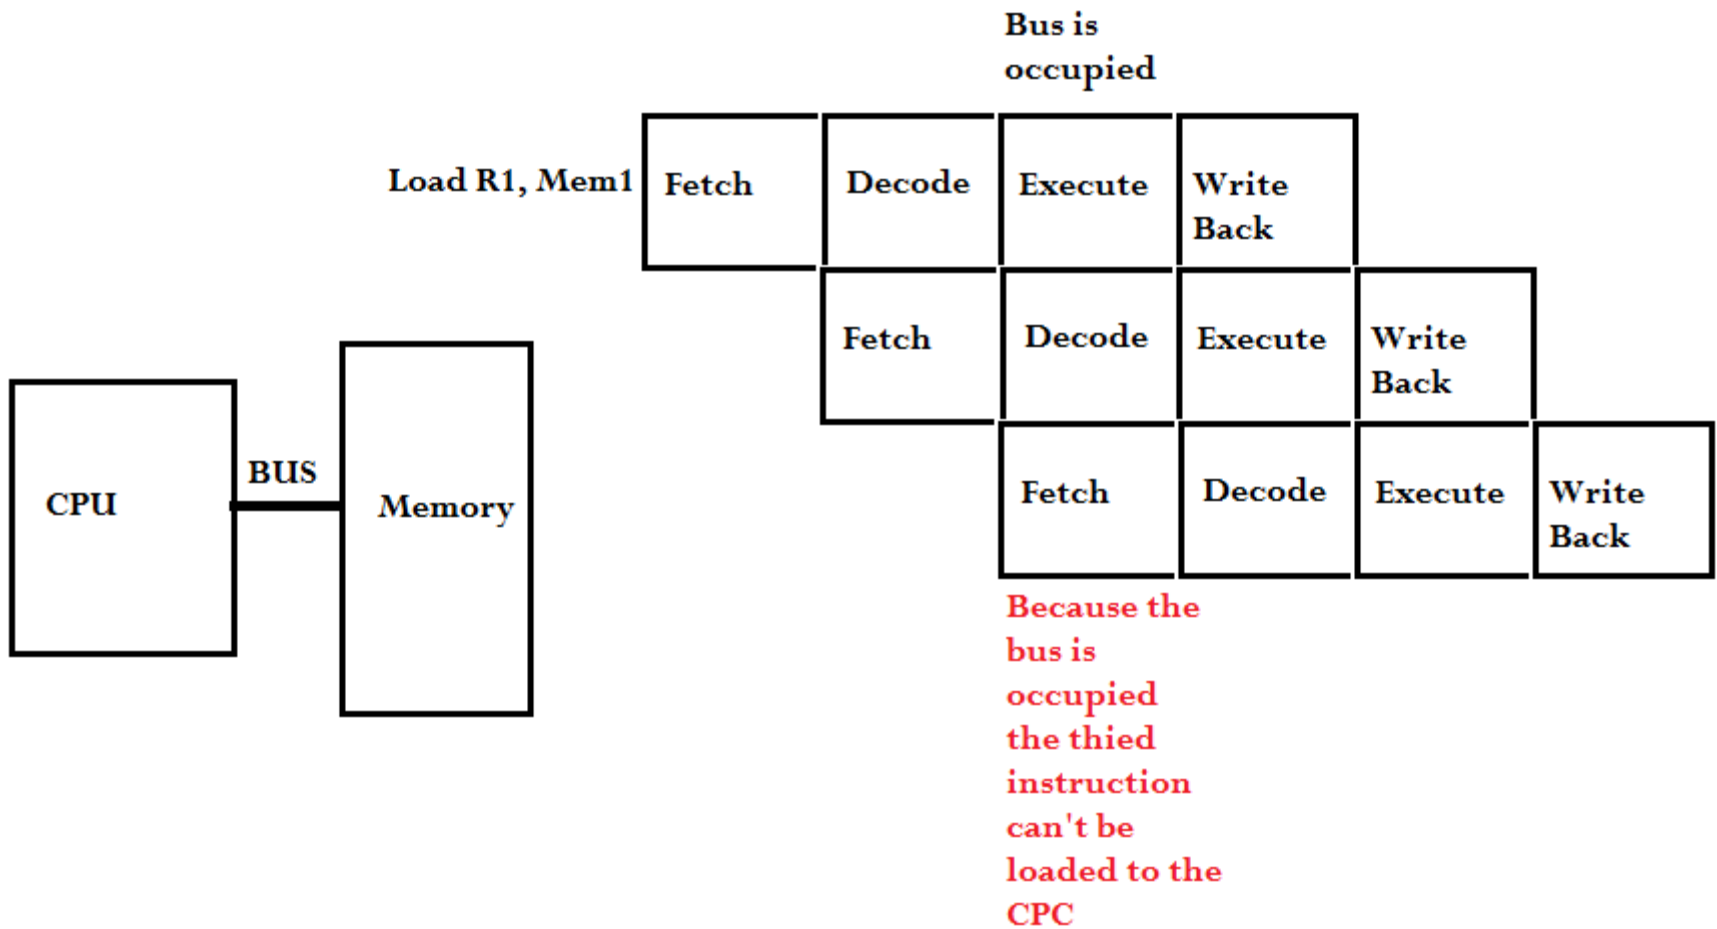 Bus is
occupied
Load R1, Mem1
Fetch
Decode
Execute
Write
Back
Fetch
Decode
Execute
Write
Back
CPU
BUS
Memory
Fetch
Decode
Execute
Write
Back
Because the
bus is
occupied
the thied
instruction
can't be
loaded to the
CPC